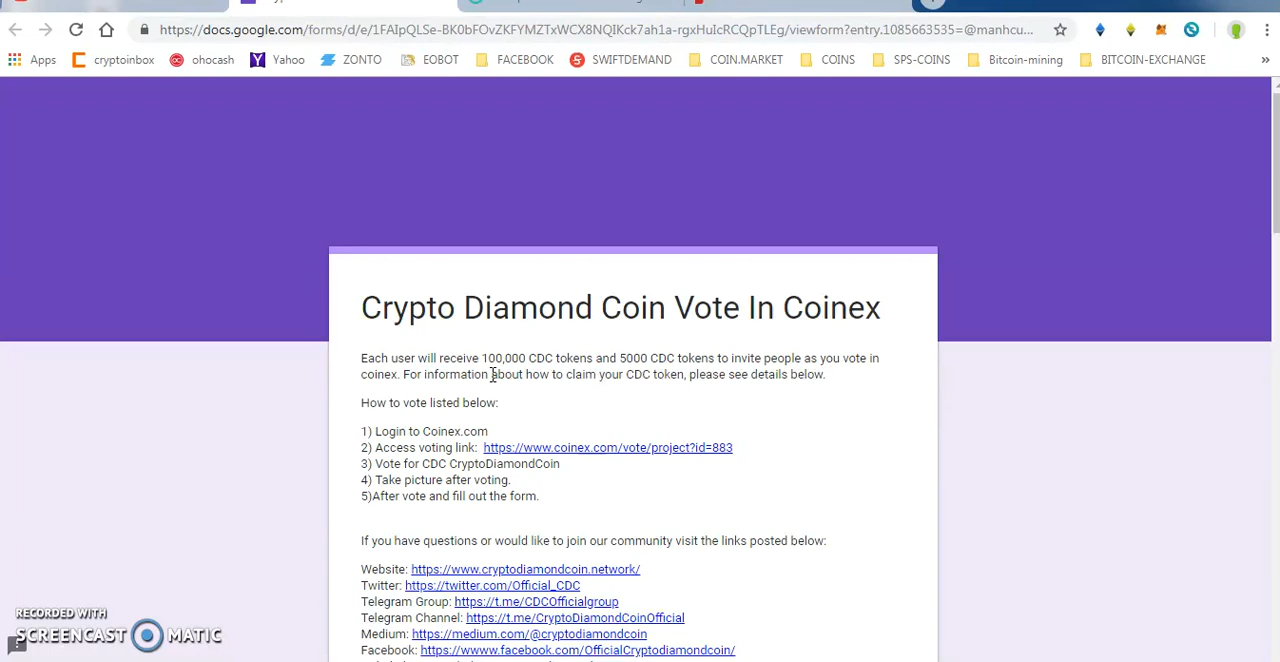 https://docs.google.com/forms/d/e/1FAIpQLSe-BK0bFOvZKFYMZTxWCX8NQIKck7ah1a-rgxHuIcRCQpTLEg/viewform?entry.1085663535=@manhcu...
Apps cryptoinbox ohocash Yahoo ZONTO EOBOT FACEBOOK SWIFTDEMAND COIN.MARKET COINS SPS-COINS Bitcoin-mining BITCOIN-EXCHANGE »
Crypto Diamond Coin Vote In Coinex
Each user will receive 100,000 CDC tokens and 5000 CDC tokens to invite people as you vote in
coinex. For information about how to claim your CDC token, please see details below.
How to vote listed below:
1) Login to Coinex.com
2) Access voting link: https://www.coinex.com/vote/project?id=883
3) Vote for CDC CryptoDiamondCoin
4) Take picture after voting.
5)After vote and fill out the form.
If you have questions or would like to join our community visit the links posted below:
Website: https://www.cryptodiamondcoin.network/
Twitter: https://twitter.com/Official_CDC
Telegram Group: https://t.me/CDCOfficialgroup
Telegram Channel: https://t.me/CryptoDiamondCoinOfficial
Medium: https://medium.com/@cryptodiamondcoin
Facebook: https://wwww.facebook.com/OfficialCryptodiamondcoin/
RECORDED WITH
SCREENCAST MATIC